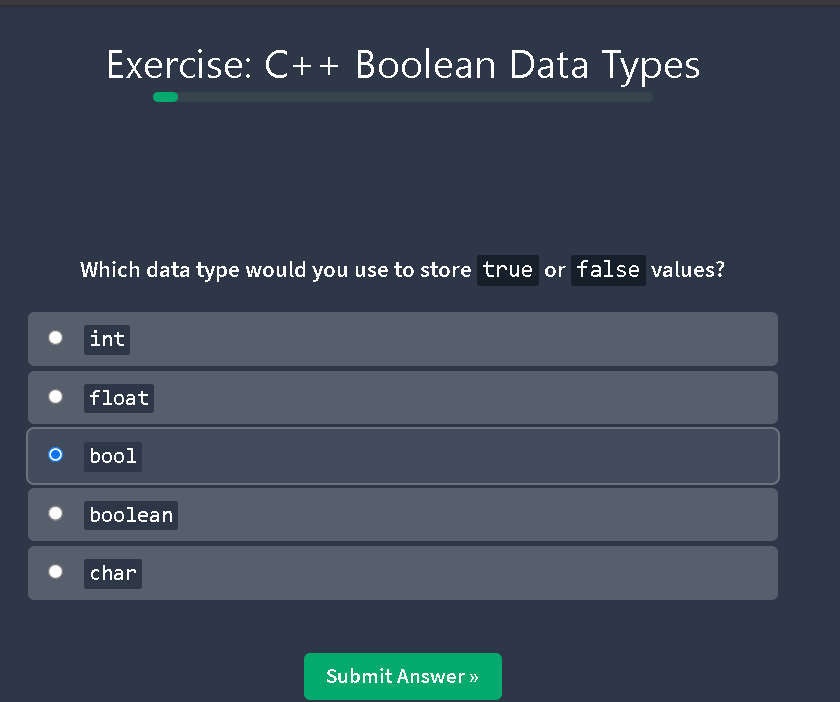 Exercise: C++ Boolean Data Types
Which data type would you use to store true or false values?
int
float
bool
boolean
char
Submit Answer »